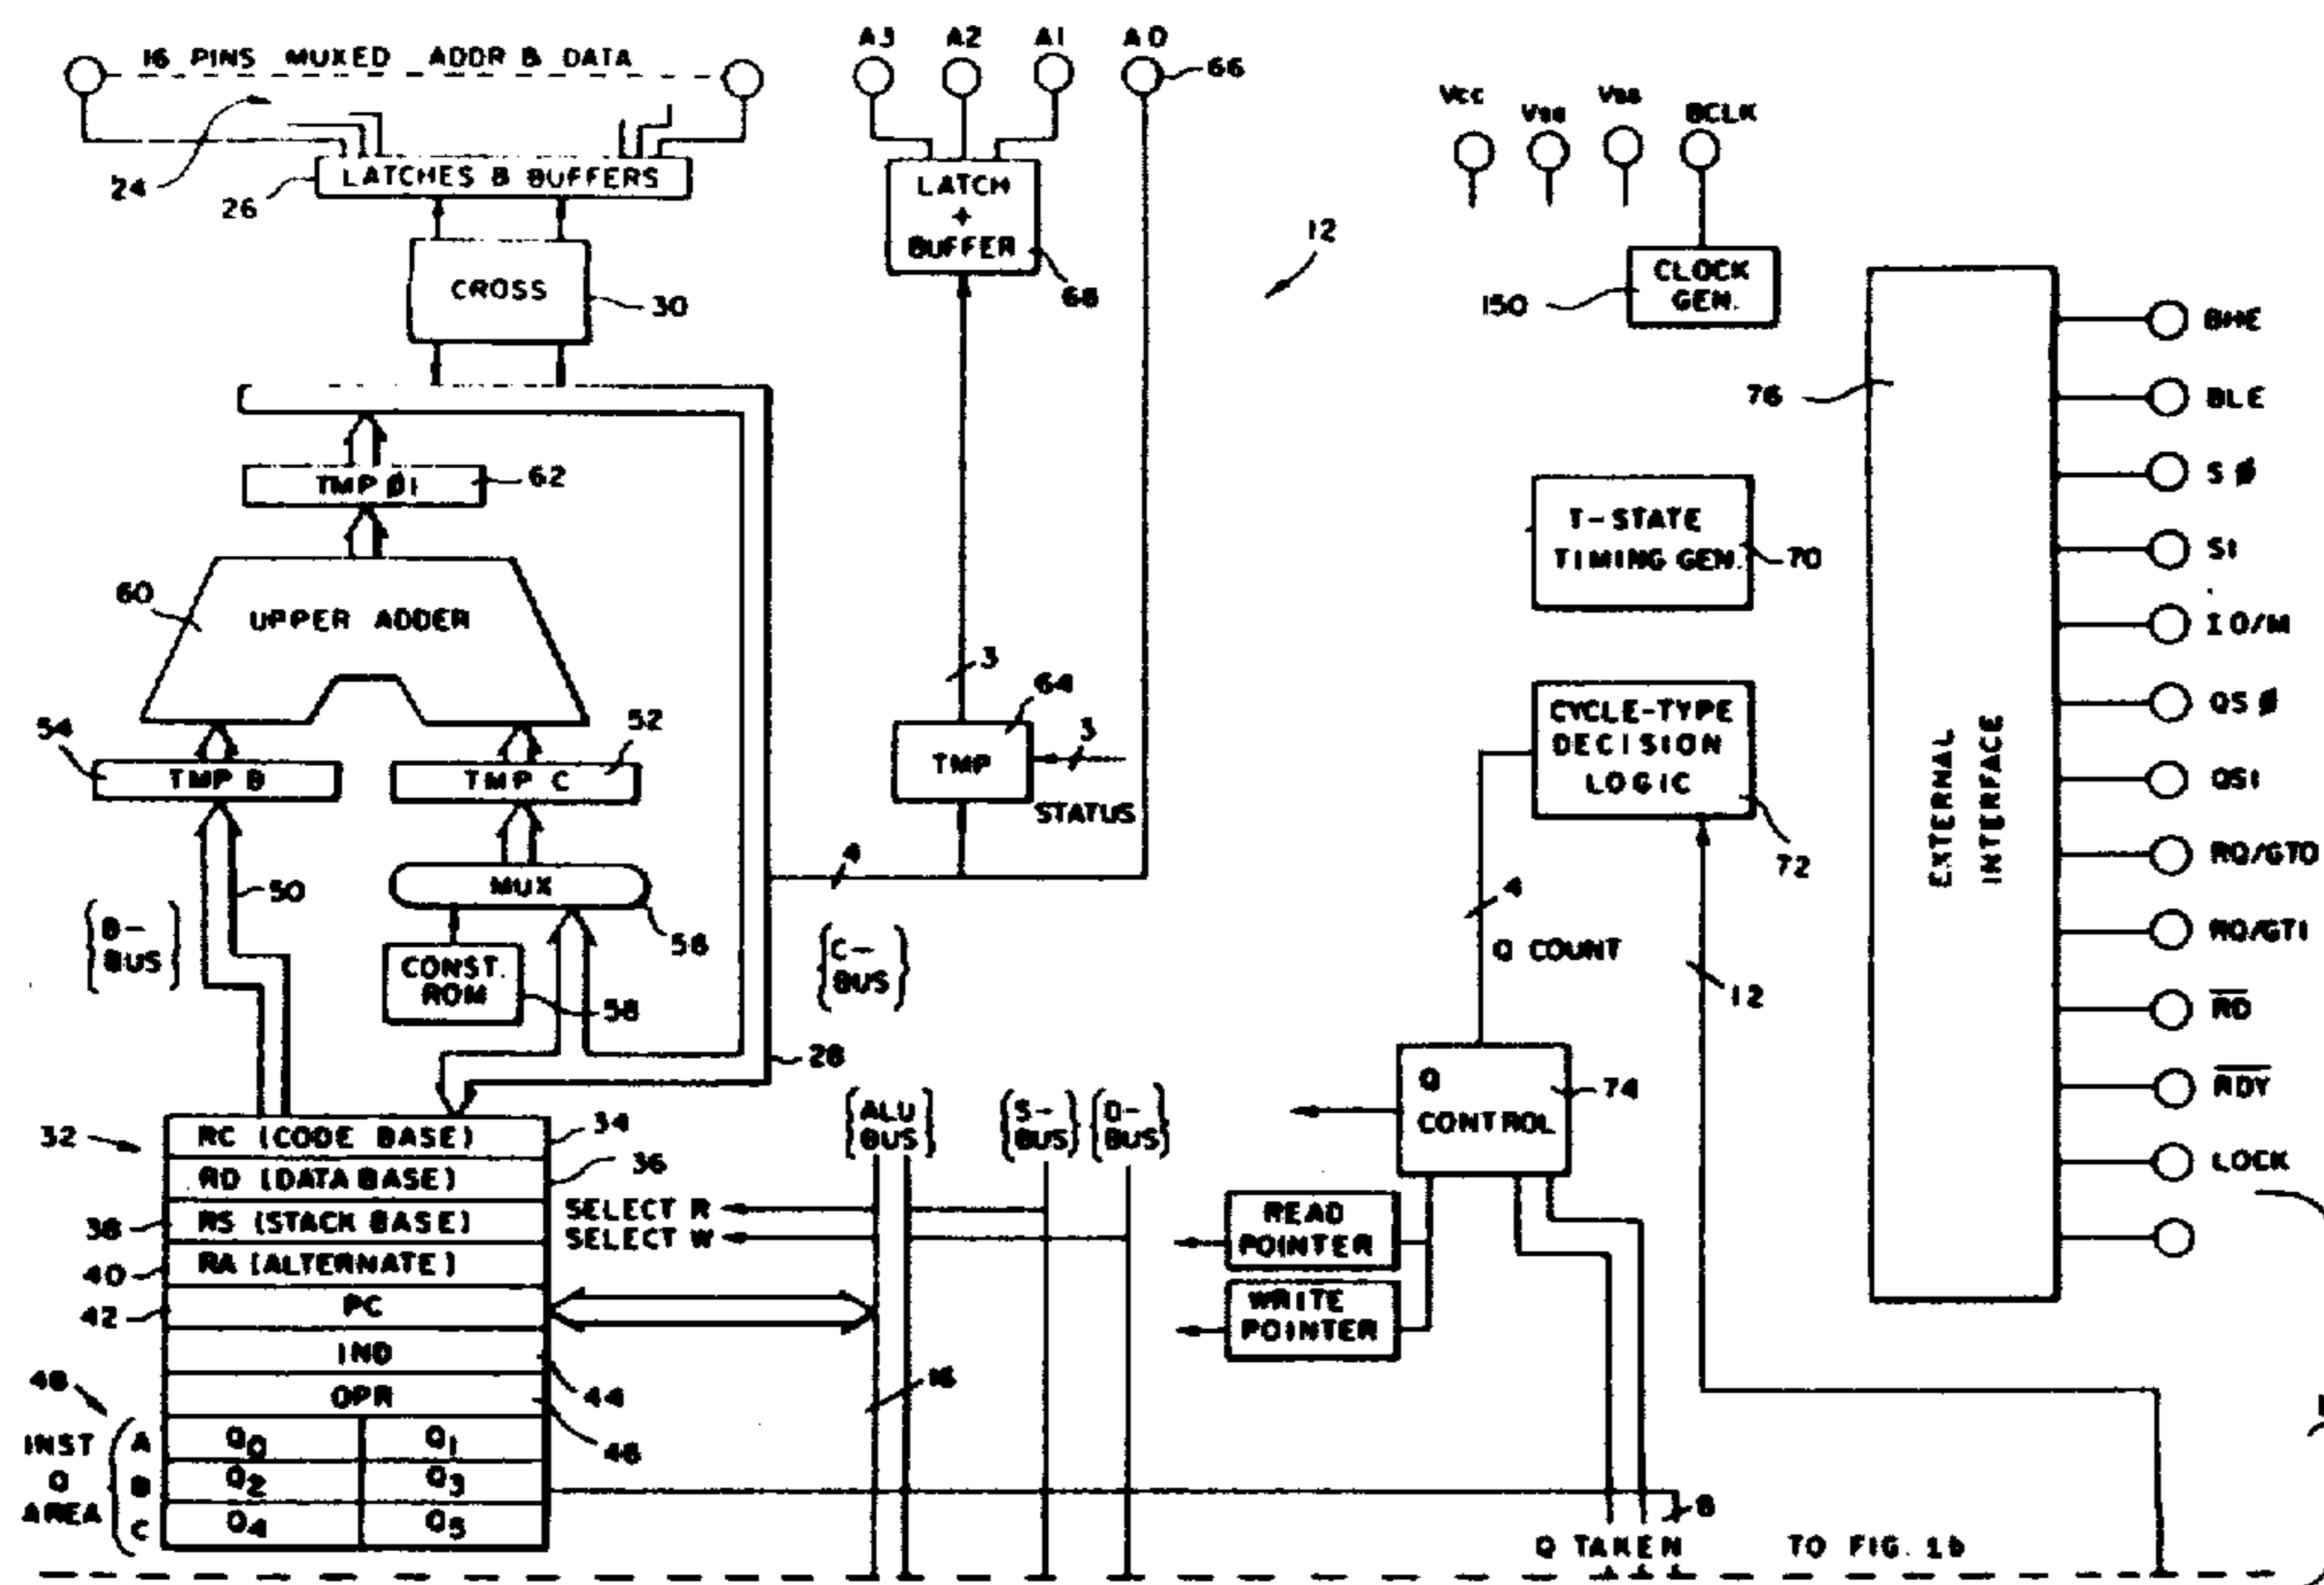 16 PINS MUXED ADDR & DATA
24
LATCHES & BUFFERS
26
CROSS
30
A3
A2
A1
A0
66
LATCH
+
BUFFER
68
12
Vcc
Vss
BCLK
CLOCK
GEN.
150
TMP Ø1
62
60
UPPER ADDER
54
TMP B
52
TMP C
50
{B-
BUS}
MUX
56
CONST.
ROM
58
{C-
BUS}
28
3
64
TMP
3
STATUS
4
T-STATE
TIMING GEN.
70
CYCLE-TYPE
DECISION
LOGIC
72
4
Q COUNT
12
Q
CONTROL
74
READ
POINTER
WRITE
POINTER
76
EXTERNAL
INTERFACE
BHE
BLE
SØ
S1
IO/M
QSØ
QS1
RQ/GT0
RQ/GT1
RD
RDY
LOCK
32
RC (CODE BASE)
34
RD (DATA BASE)
36
38
RS (STACK BASE)
40
RA (ALTERNATE)
42
PC
IND
44
OPR
46
48
INST
Q
AREA
A
Q0
Q1
B
Q2
Q3
C
Q4
Q5
{ALU
BUS}
{S-
BUS}
{D-
BUS}
SELECT R
SELECT W
16
8
Q TAKEN
TO FIG. 1b